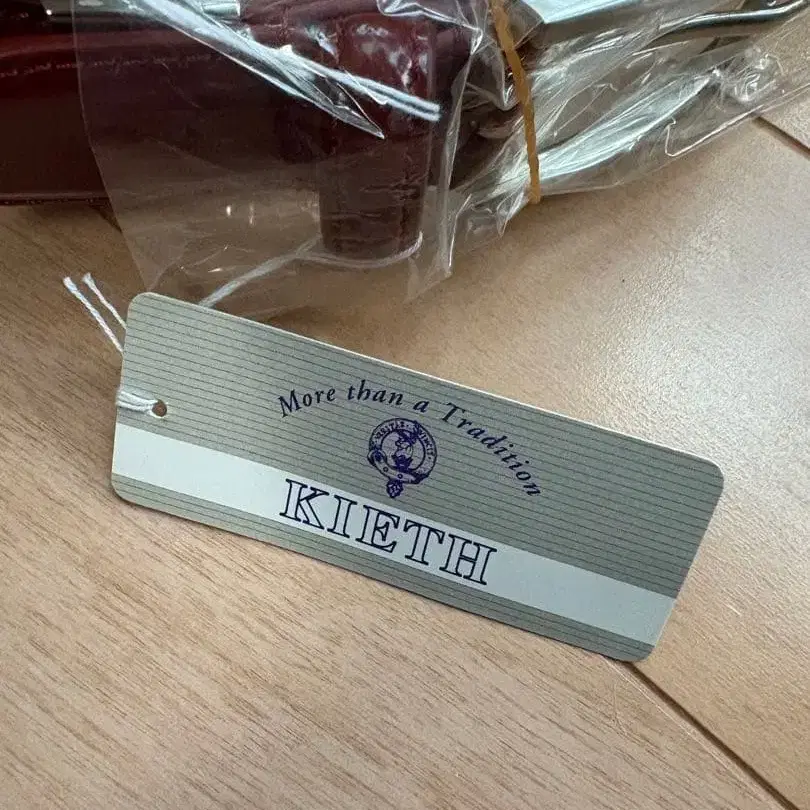 More than a Tradition
KIETH